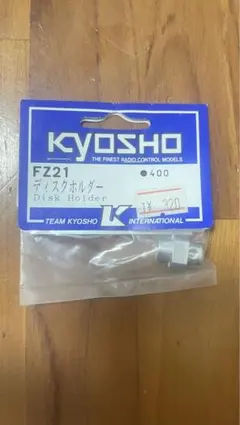 KYOSHO
THE FINEST RADIO CONTROL MODELS
FZ21 ●400
ディスクホルダー
Disk Holder
TEAM KYOSHO K INTERNATIONAL